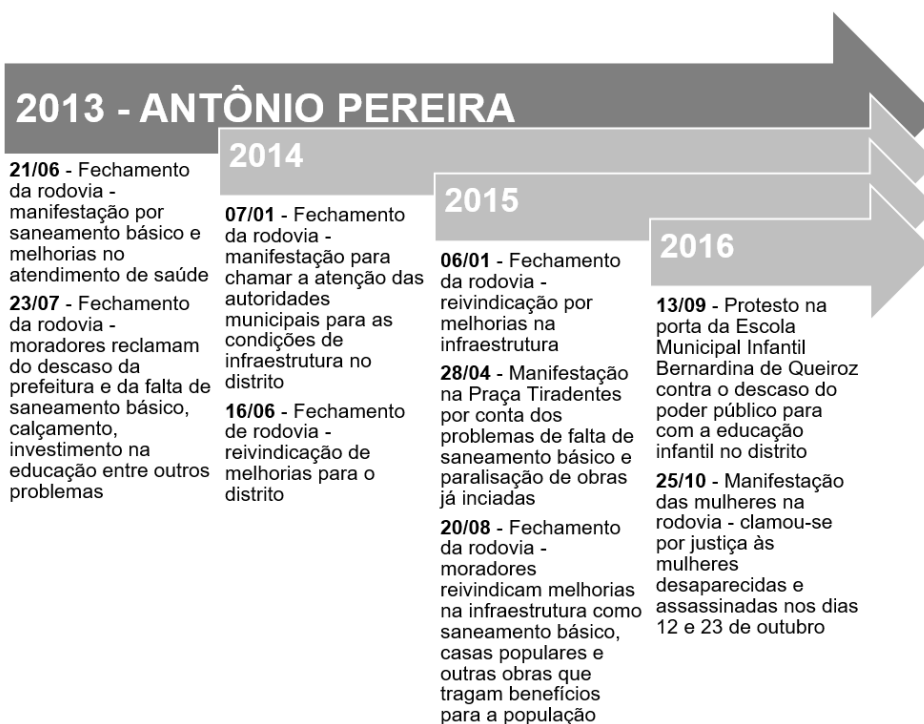 2013 - ANTÔNIO PEREIRA
21/06 - Fechamento
da rodovia -
manifestação por
saneamento básico e
melhorias no
atendimento de saúde
23/07 - Fechamento
da rodovia -
moradores reclamam
do descaso da
prefeitura e da falta de
saneamento básico,
calçamento,
investimento na
educação entre outros
problemas
2014
07/01 - Fechamento
da rodovia -
manifestação para
chamar a atenção das
autoridades
municipais para as
condições de
infraestrutura no
distrito
16/06 - Fechamento
de rodovia -
reivindicação de
melhorias para o
distrito
2015
06/01 - Fechamento
da rodovia -
reivindicação por
melhorias na
infraestrutura
28/04 - Manifestação
na Praça Tiradentes
por conta dos
problemas de falta de
saneamento básico e
paralisação de obras
já inciadas
20/08 - Fechamento
da rodovia -
moradores
reivindicam melhorias
na infraestrutura como
saneamento básico,
casas populares e
outras obras que
tragam benefícios
para a população
2016
13/09 - Protesto na
porta da Escola
Municipal Infantil
Bernardina de Queiroz
contra o descaso do
poder público para
com a educação
infantil no distrito
25/10 - Manifestação
das mulheres na
rodovia - clamou-se
por justiça às
mulheres
desaparecidas e
assassinadas nos dias
12 e 23 de outubro